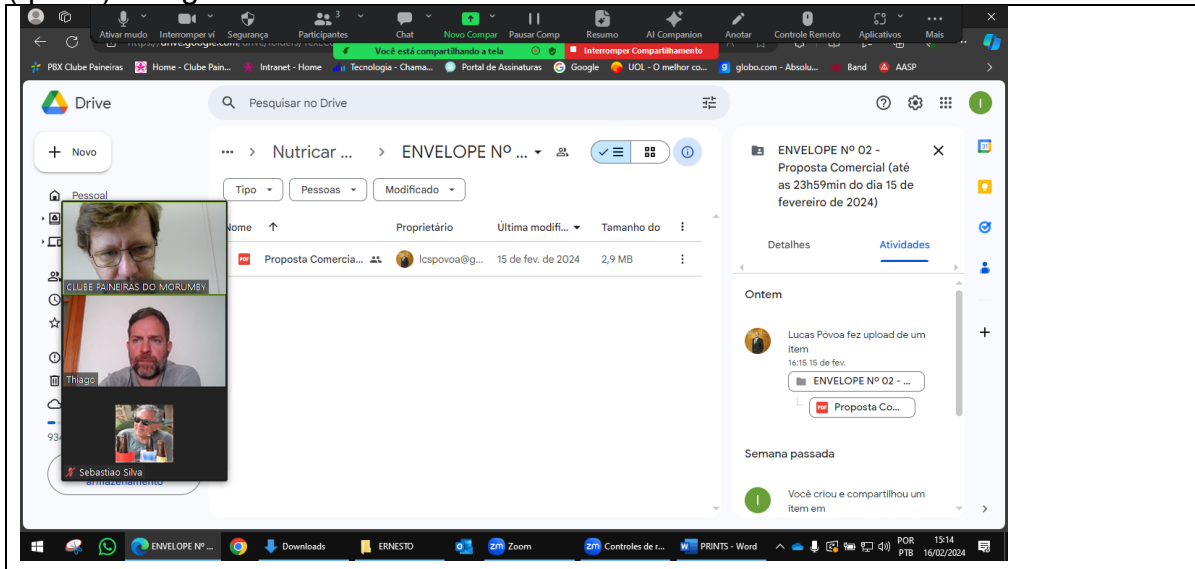 3
Ativar mudo Interromper ví Segurança Participantes Chat Novo Compar Pausar Comp Resumo AI Companion Anotar Controle Remoto Aplicativos Mais
Você está compartilhando a tela Interromper Compartilhamento
PBX Clube Paineiras Home - Clube Pain... Intranet - Home Tecnologia - Chama... Portal de Assinaturas Google UOL - O melhor co... globo.com - Absolu... Band AASP
Drive
Pesquisar no Drive
Novo
Nutricar ... > ENVELOPE Nº ...
ENVELOPE Nº 02 -
Proposta Comercial (até
as 23h59min do dia 15 de
fevereiro de 2024)
Tipo Pessoas Modificado
Pessoal
Nome Proprietário Última modifi... Tamanho do
Detalhes Atividades
Proposta Comercia... lcspovoa@g... 15 de fev. de 2024 2,9 MB
CLUBE PAINEIRAS DO MORUMBY
Thiago
Sebastiao Silva
armazenamento
Ontem
Lucas Póvoa fez upload de um
item
16:15 15 de fev.
ENVELOPE Nº 02 - ...
Proposta Co...
Semana passada
Você criou e compartilhou um
item em
ENVELOPE Nº ... Downloads ERNESTO Zoom Controles de r... PRINTS - Word
POR 15:14
PTB 16/02/2024